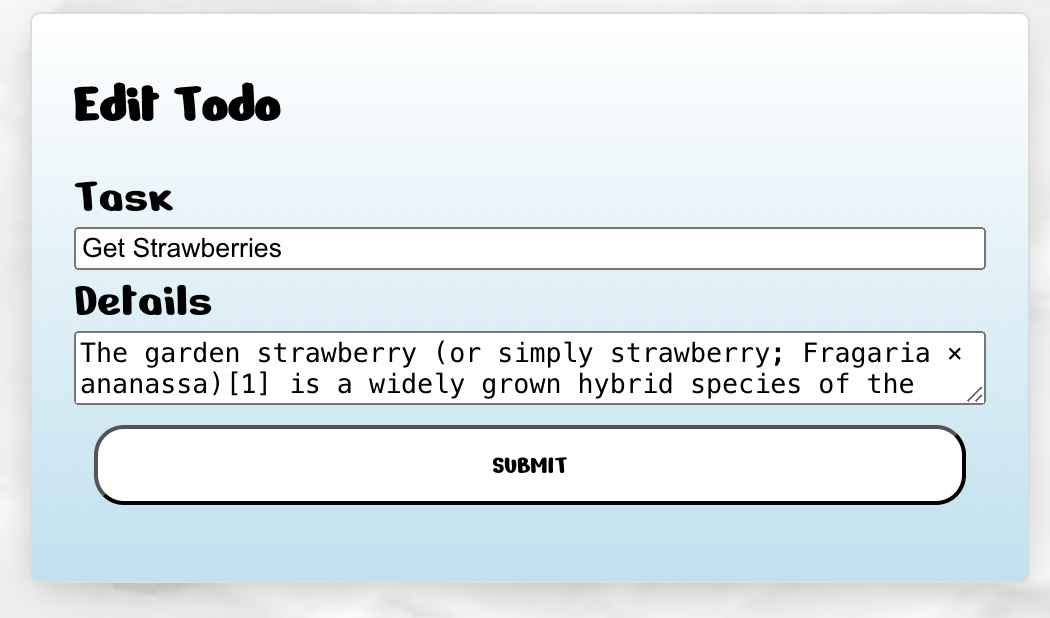 Edit Todo
Task
Get Strawberries
Details
The garden strawberry (or simply strawberry; Fragaria ×
ananassa)[1] is a widely grown hybrid species of the
SUBMIT